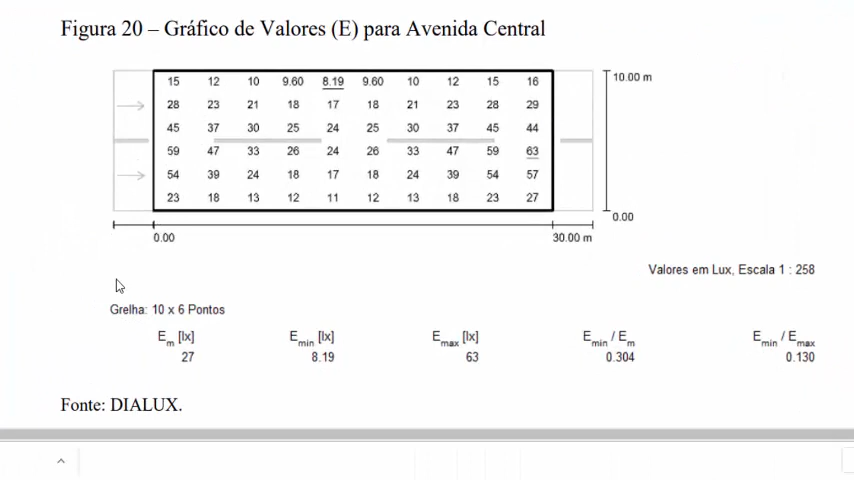 Figura 20 – Gráfico de Valores (E) para Avenida Central
15 12 10 9.60 8.19 9.60 10 12 15 16
10.00 m
28 23 21 18 17 18 21 23 28 29
45 37 30 25 24 25 30 37 45 44
59 47 33 26 24 26 33 47 59 63
54 39 24 18 17 18 24 39 54 57
23 18 13 12 11 12 13 18 23 27
0.00
0.00 30.00 m
Valores em Lux, Escala 1 : 258
Grelha: 10 x 6 Pontos
Em [lx] Emin [lx] Emax [lx] Emin / Em Emin / Emax
27 8.19 63 0.304 0.130
Fonte: DIALUX.